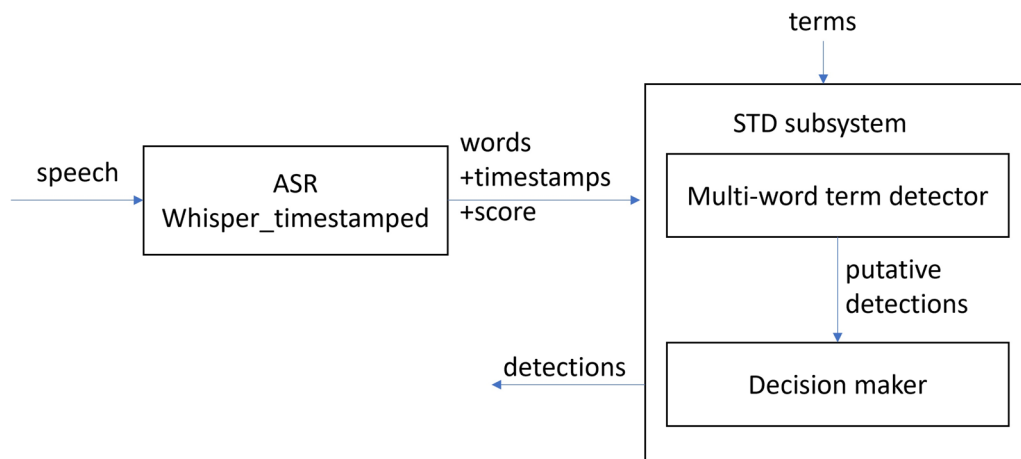 terms
STD subsystem
speech
ASR
Whisper_timestamped
words
+timestamps
+score
Multi-word term detector
putative
detections
detections
Decision maker